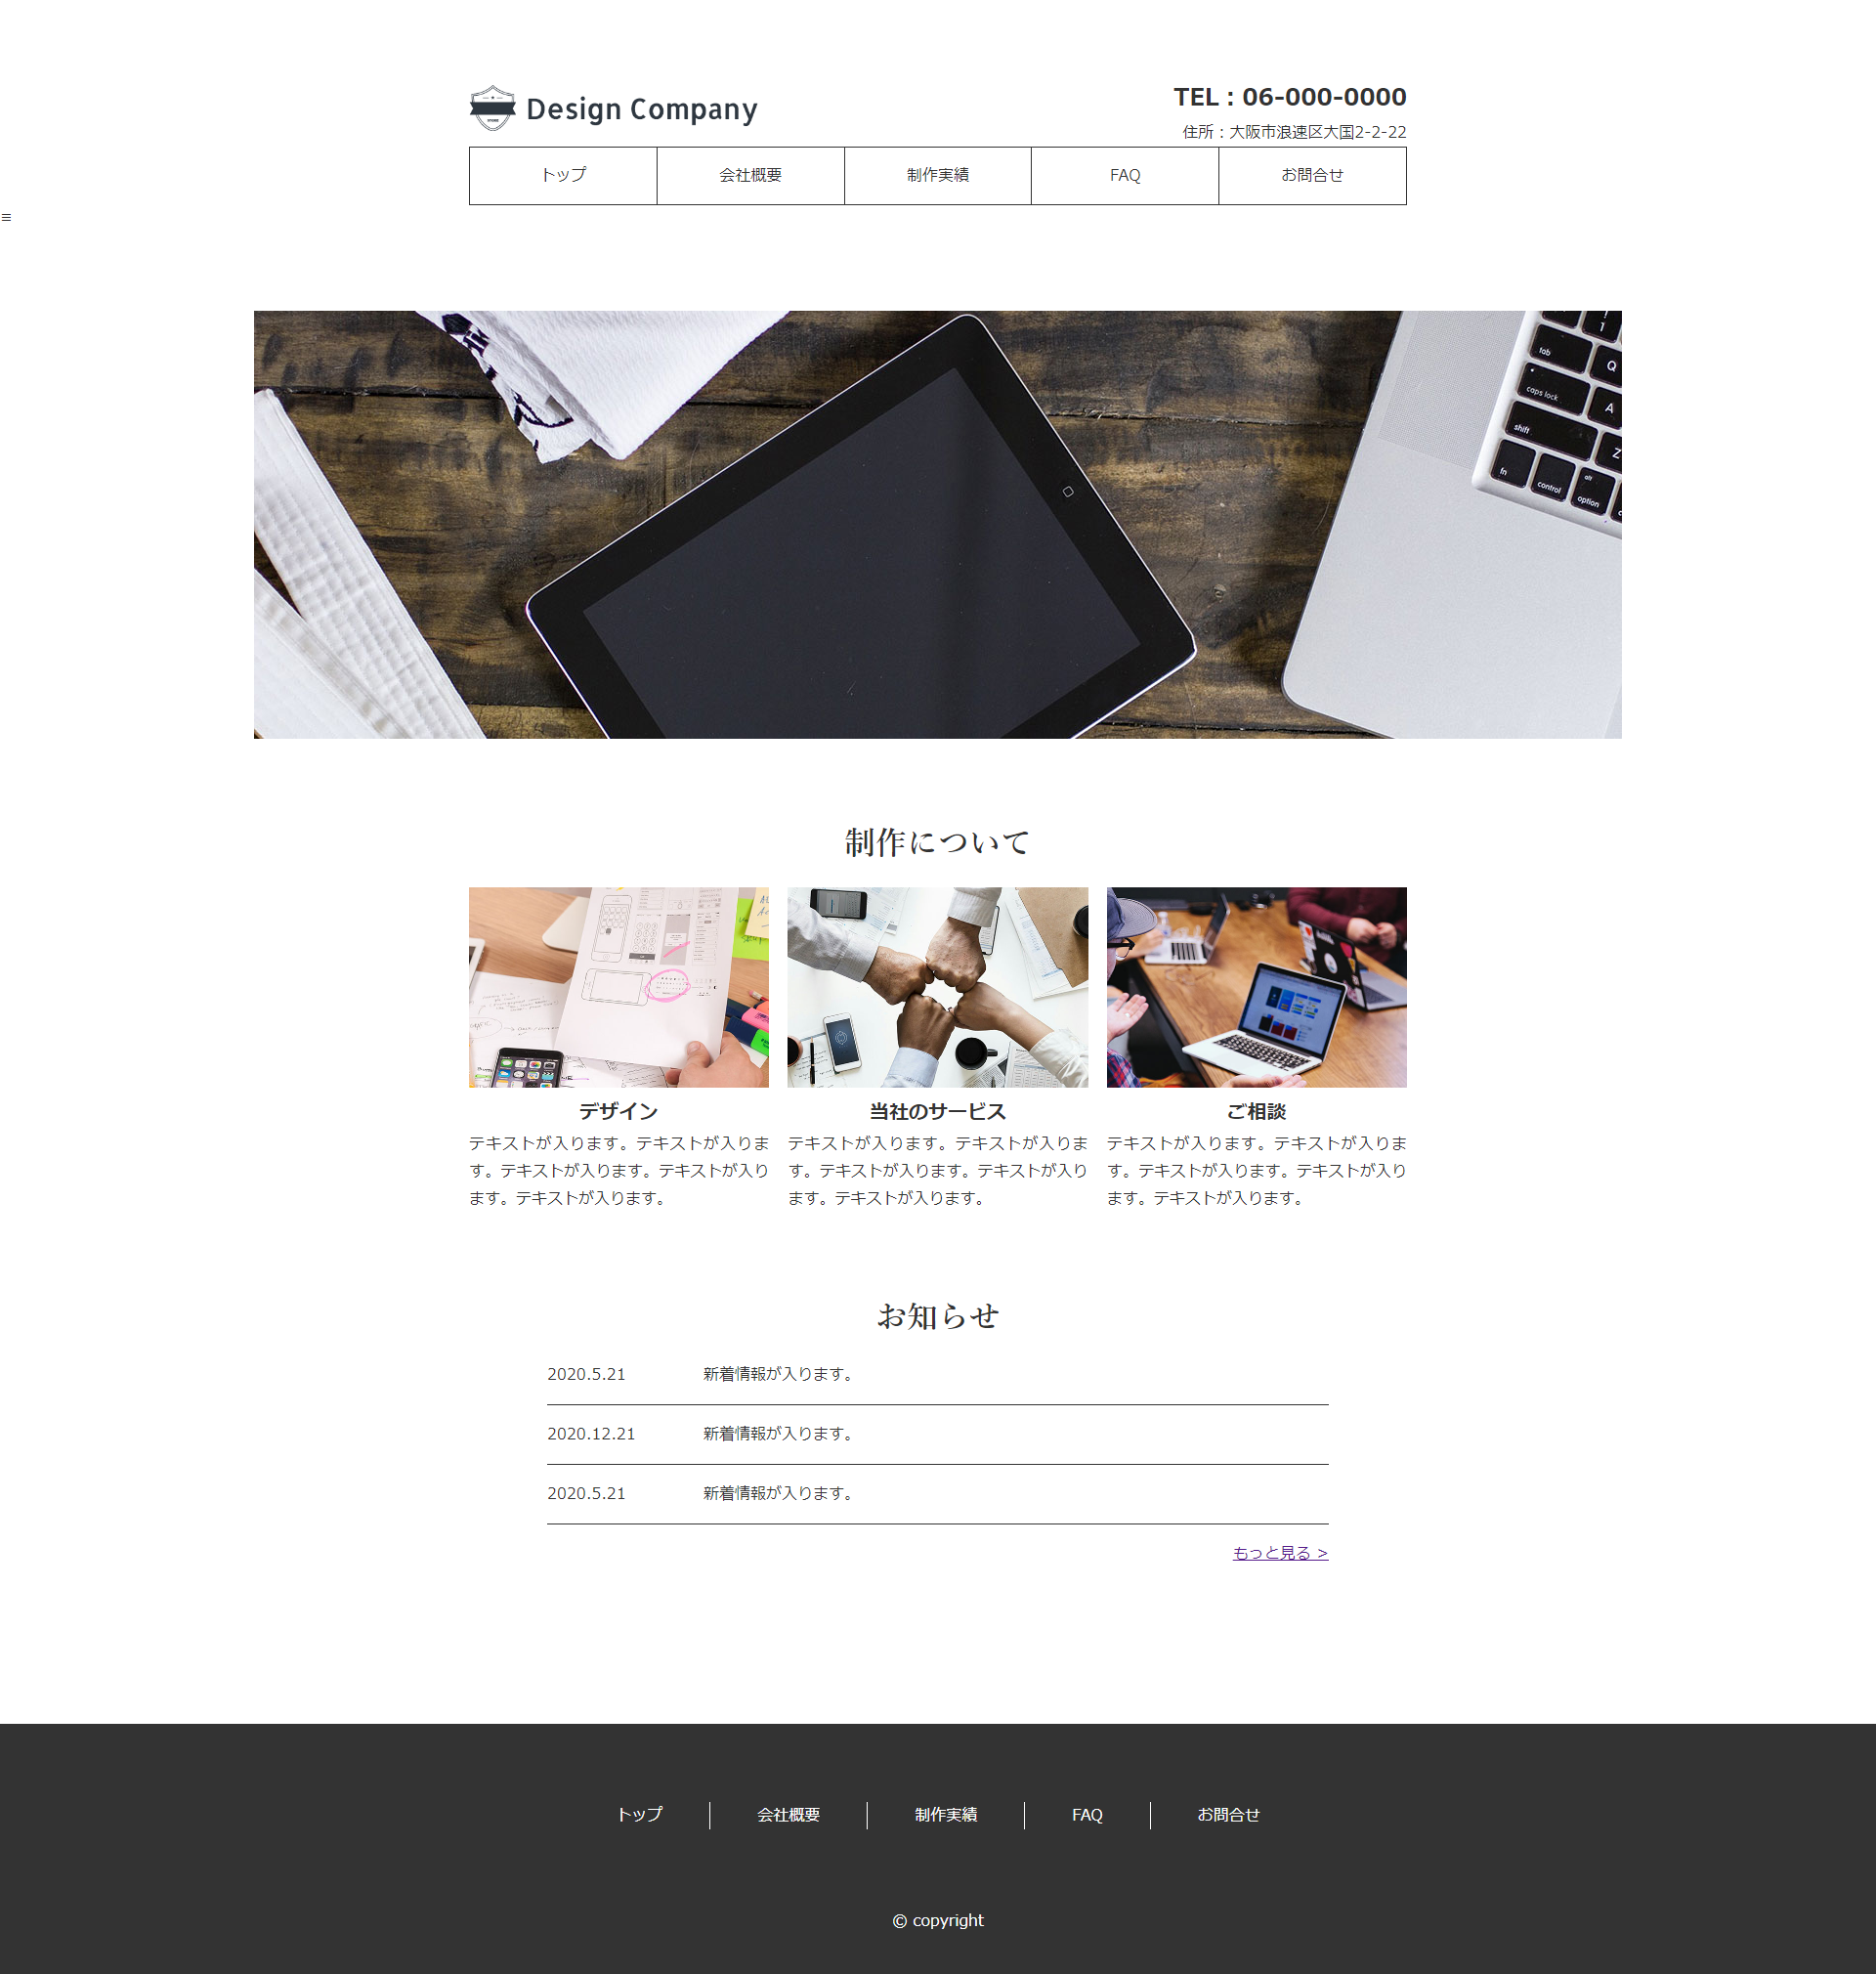 Design Company
TEL : 06-000-0000
住所 : 大阪市浪速区大国2-2-22
トップ
会社概要
制作実績
FAQ
お問合せ
≡
!
1
tab
Q
caps lock
A
shift
Z
fn
control
alt
option
制作について
デザイン
テキストが入ります。テキストが入りま
す。テキストが入ります。テキストが入り
ます。テキストが入ります。
当社のサービス
テキストが入ります。テキストが入りま
す。テキストが入ります。テキストが入り
ます。テキストが入ります。
ご相談
テキストが入ります。テキストが入りま
す。テキストが入ります。テキストが入り
ます。テキストが入ります。
お知らせ
2020.5.21 新着情報が入ります。
2020.12.21 新着情報が入ります。
2020.5.21 新着情報が入ります。
もっと見る >
トップ
会社概要
制作実績
FAQ
お問合せ
© copyright